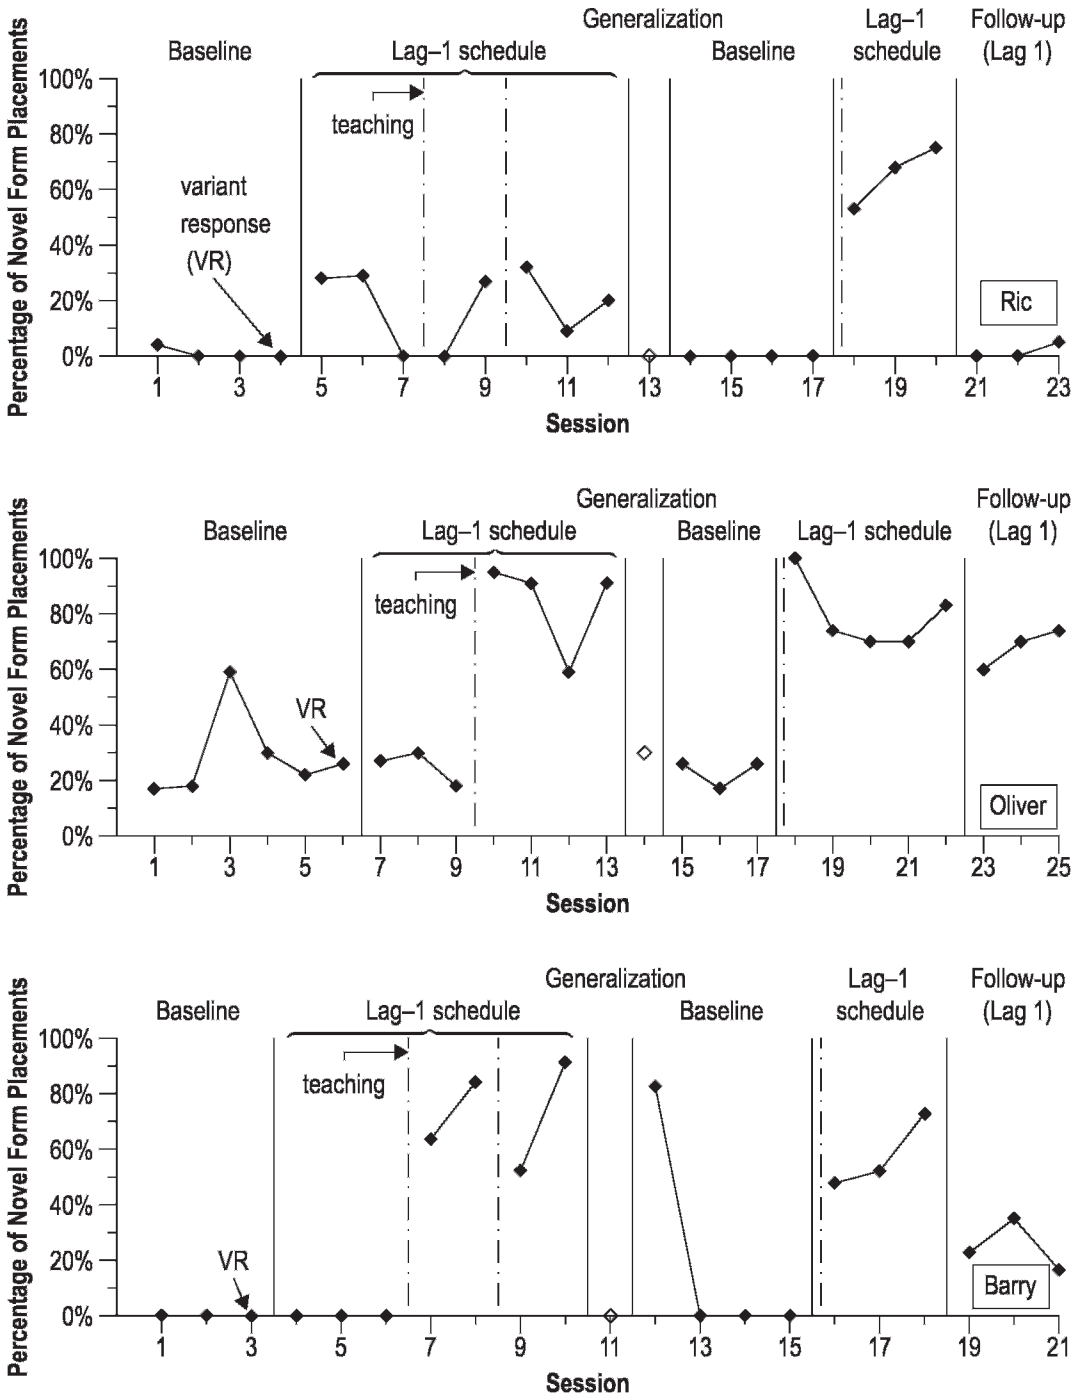 Generalization
Lag–1
Follow-up
Baseline
Lag–1 schedule
Baseline
schedule
(Lag 1)
Percentage of Novel Form Placements
100%
80%
60%
40%
20%
0%
teaching
variant
response
(VR)
Ric
1 3 5 7 9 11 13 15 17 19 21 23
Session
Generalization
Follow-up
Baseline
Lag–1 schedule
Baseline
Lag–1 schedule
(Lag 1)
Percentage of Novel Form Placements
100%
80%
60%
40%
20%
0%
teaching
VR
Oliver
1 3 5 7 9 11 13 15 17 19 21 23 25
Session
Generalization
Lag–1
Follow-up
Baseline
Lag–1 schedule
Baseline
schedule
(Lag 1)
Percentage of Novel Form Placements
100%
80%
60%
40%
20%
0%
teaching
VR
Barry
1 3 5 7 9 11 13 15 17 19 21
Session